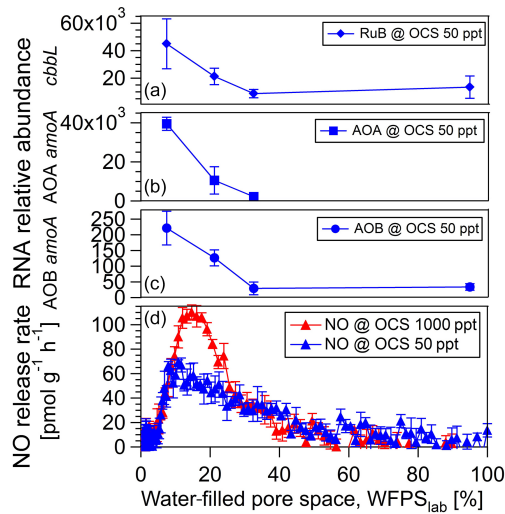 RNA relative abundance
cbbL
60x10³
40
20
0
(a)
RuB @ OCS 50 ppt
AOA amoA
40x10³
20
0
(b)
AOA @ OCS 50 ppt
AOB amoA
250
200
150
100
50
0
(c)
AOB @ OCS 50 ppt
NO release rate
[pmol g⁻¹ h⁻¹]
100
80
60
40
20
0
(d)
NO @ OCS 1000 ppt
NO @ OCS 50 ppt
0 20 40 60 80 100
Water-filled pore space, WFPSlab [%]